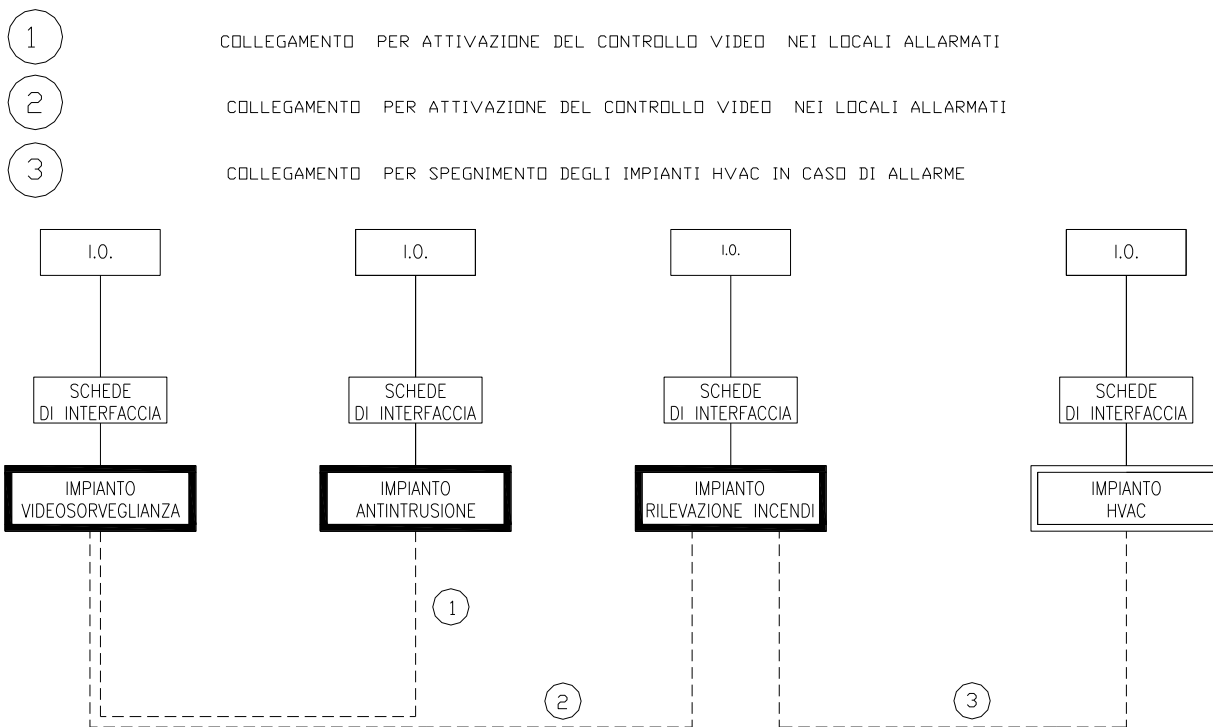 1 COLLEGAMENTO PER ATTIVAZIONE DEL CONTROLLO VIDEO NEI LOCALI ALLARMATI
2 COLLEGAMENTO PER ATTIVAZIONE DEL CONTROLLO VIDEO NEI LOCALI ALLARMATI
3 COLLEGAMENTO PER SPEGNIMENTO DEGLI IMPIANTI HVAC IN CASO DI ALLARME
I.O.
I.O.
I.O.
I.O.
SCHEDE
DI INTERFACCIA
SCHEDE
DI INTERFACCIA
SCHEDE
DI INTERFACCIA
SCHEDE
DI INTERFACCIA
IMPIANTO
VIDEOSORVEGLIANZA
IMPIANTO
ANTINTRUSIONE
IMPIANTO
RILEVAZIONE INCENDI
IMPIANTO
HVAC
1
2
3